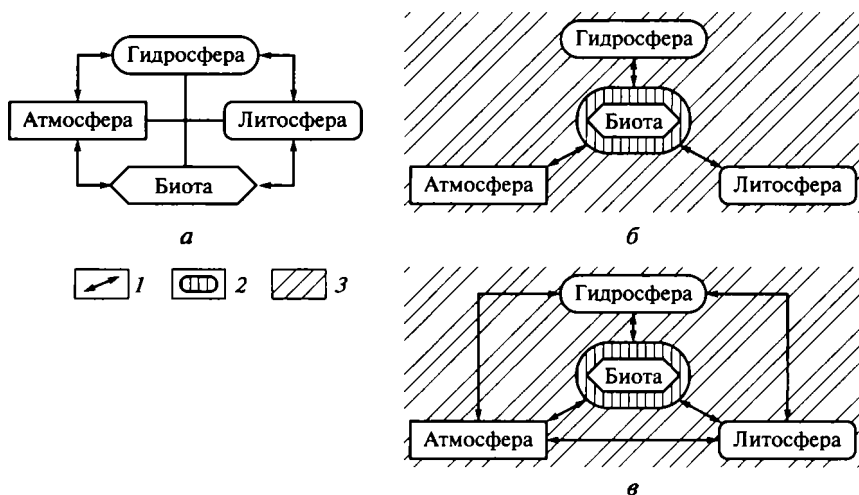 Гидросфера
Атмосфера
Литосфера
Биота
а
1
2
3
Гидросфера
Биота
Атмосфера
Литосфера
б
Гидросфера
Биота
Атмосфера
Литосфера
в